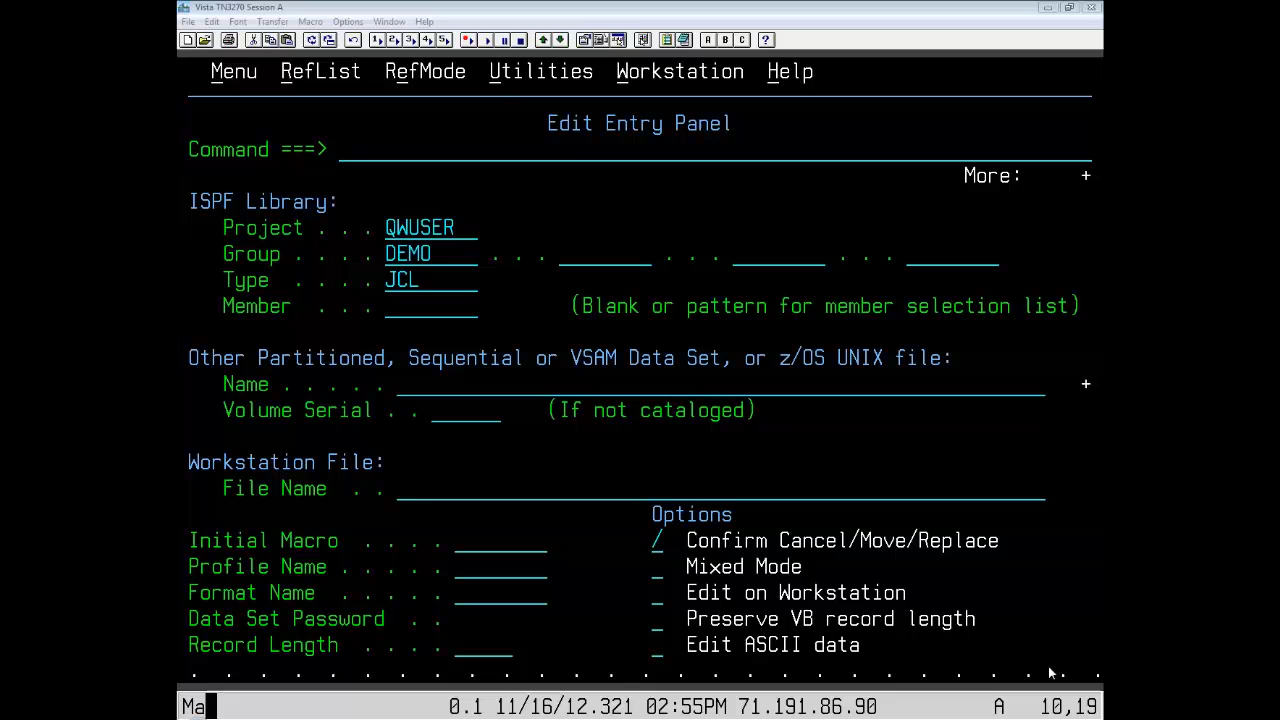 Vista TN3270 Session A
File Edit Font Transfer Macro Options Window Help
1 2 3 4 5 A B C ?
Menu RefList RefMode Utilities Workstation Help
Edit Entry Panel
Command ===>
More: +
ISPF Library:
Project . . . QWUSER
Group . . . . DEMO . . . . . . . . .
Type . . . . JCL
Member . . . (Blank or pattern for member selection list)
Other Partitioned, Sequential or VSAM Data Set, or z/OS UNIX file:
Name . . . . . +
Volume Serial . . (If not cataloged)
Workstation File:
File Name . .
Options
Initial Macro . . . . / Confirm Cancel/Move/Replace
Profile Name . . . . . Mixed Mode
Format Name . . . . . Edit on Workstation
Data Set Password . . Preserve VB record length
Record Length . . . . Edit ASCII data
. . . . . . . . . . . . . . . . . . . . . . . . . . .
Ma 0.1 11/16/12.321 02:55PM 71.191.86.90 A 10,19